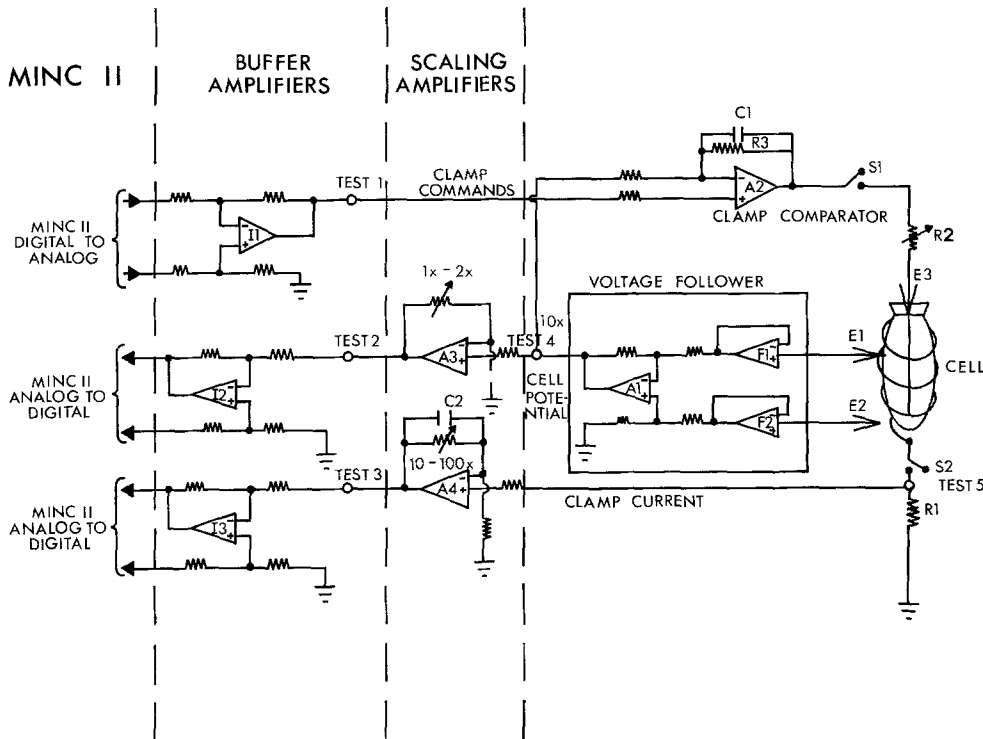 MINC II
BUFFER
AMPLIFIERS
SCALING
AMPLIFIERS
C1
R3
S1
TEST 1
CLAMP
COMMANDS
-
A2
+
CLAMP COMPARATOR
MINC II
DIGITAL TO
ANALOG
-
I1
+
R2
1x - 2x
VOLTAGE FOLLOWER
E3
10x
TEST 2
TEST 4
-
A3+
-
F1+
E1
CELL
MINC II
ANALOG TO
DIGITAL
-
I2+
CELL
POTE-
NTIAL
-
A1+
C2
E2
-
F2+
10-100x
S2
TEST 3
-
A4+
TEST 5
CLAMP CURRENT
R1
MINC II
ANALOG TO
DIGITAL
-
I3+